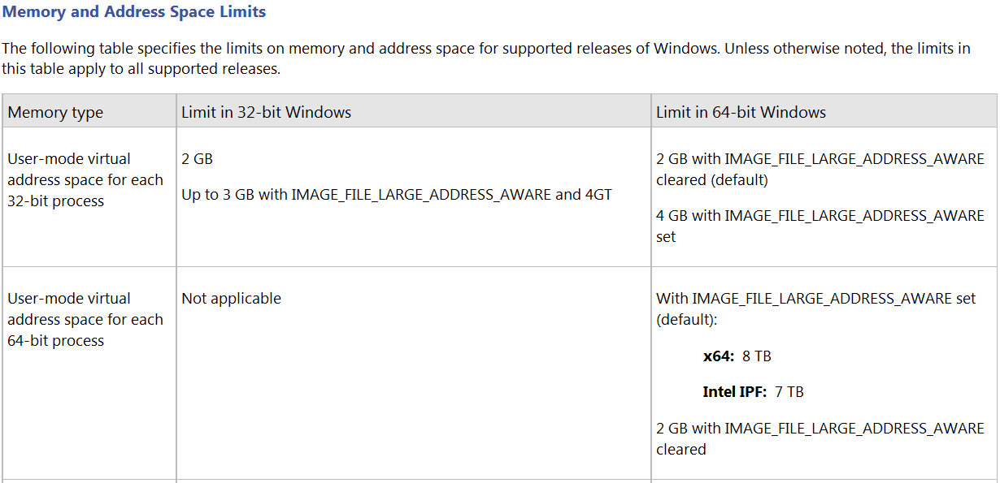 Memory and Address Space Limits
The following table specifies the limits on memory and address space for supported releases of Windows. Unless otherwise noted, the limits in
this table apply to all supported releases.
Memory type
Limit in 32-bit Windows
Limit in 64-bit Windows
User-mode virtual
address space for each
32-bit process
2 GB
Up to 3 GB with IMAGE_FILE_LARGE_ADDRESS_AWARE and 4GT
2 GB with IMAGE_FILE_LARGE_ADDRESS_AWARE
cleared (default)
4 GB with IMAGE_FILE_LARGE_ADDRESS_AWARE
set
User-mode virtual
address space for each
64-bit process
Not applicable
With IMAGE_FILE_LARGE_ADDRESS_AWARE set
(default):
x64: 8 TB
Intel IPF: 7 TB
2 GB with IMAGE_FILE_LARGE_ADDRESS_AWARE
cleared